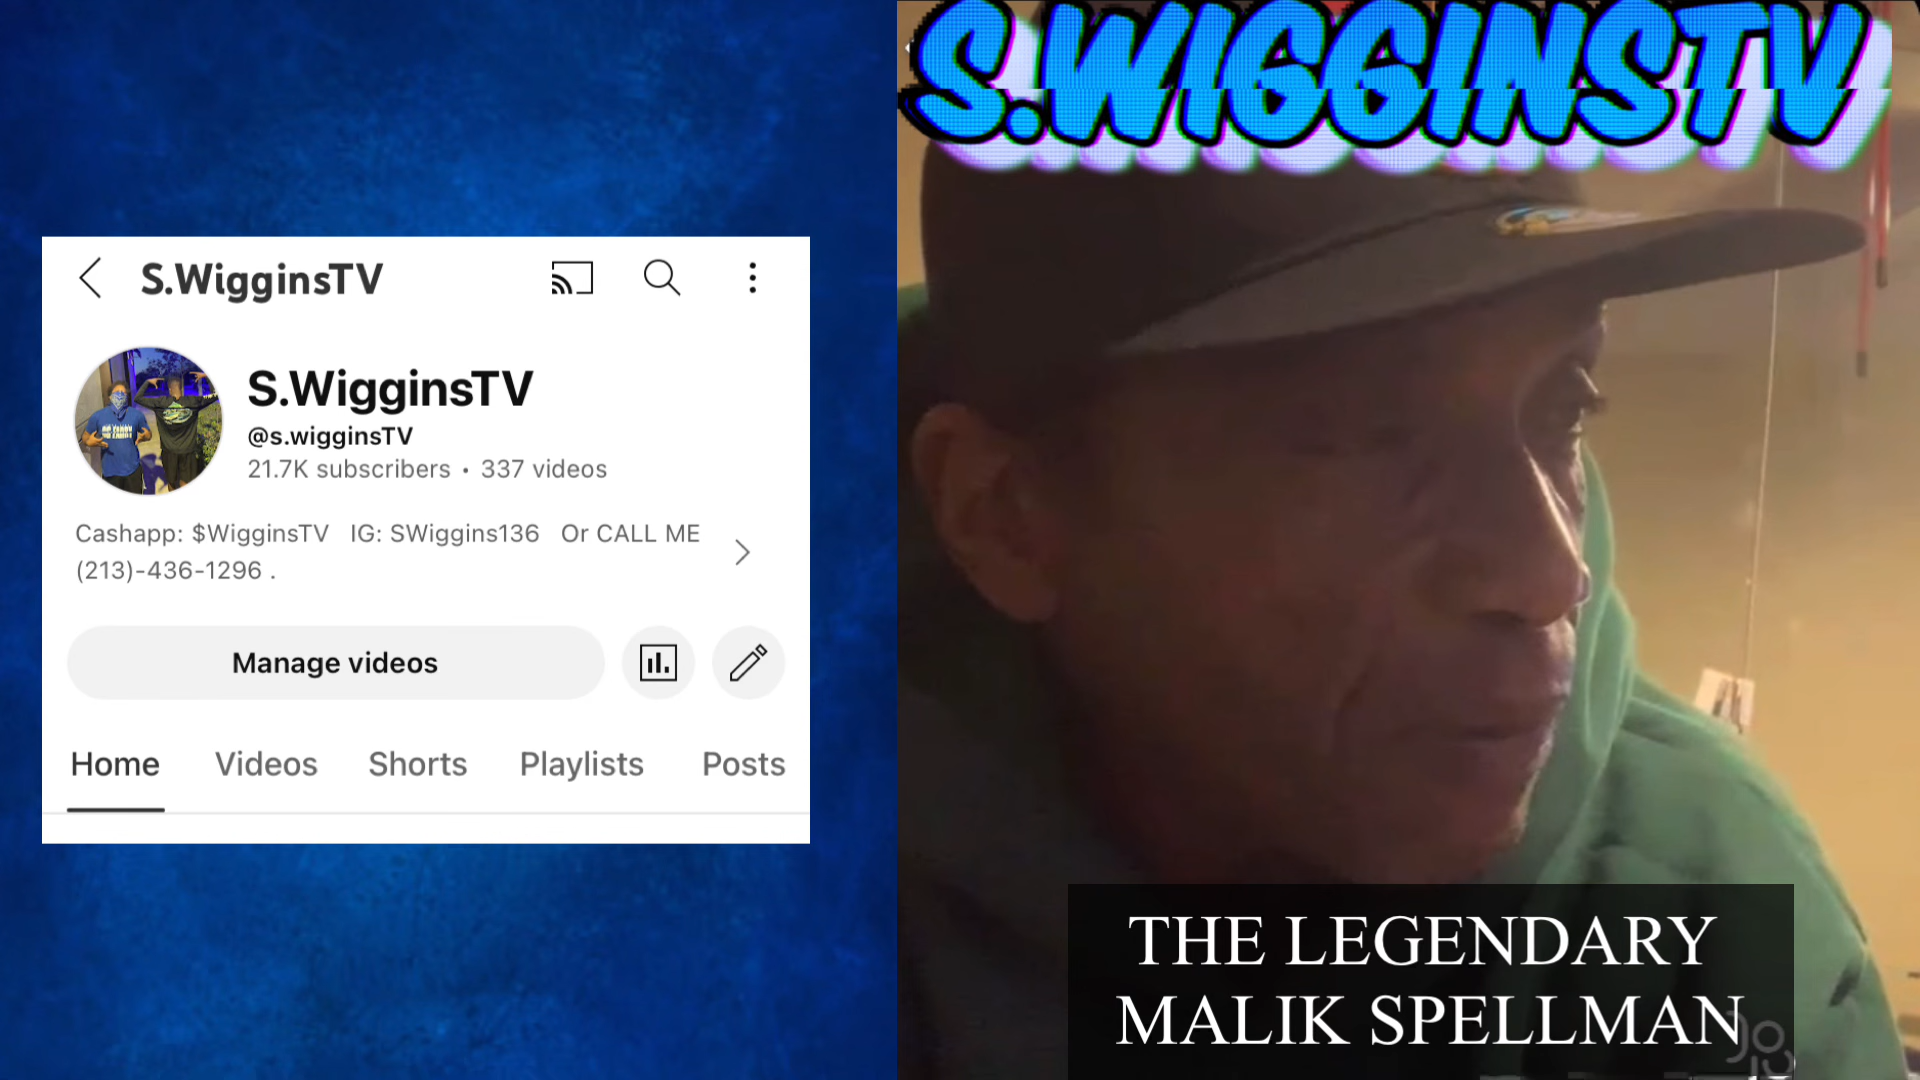 S.WigginsTV
S.WigginsTV
@s.wigginsTV
21.7K subscribers • 337 videos
Cashapp: $WigginsTV IG: SWiggins136 Or CALL ME
(213)-436-1296 .
Manage videos
Home Videos Shorts Playlists Posts
S.WIGGINSTV
THE LEGENDARY
MALIK SPELLMAN